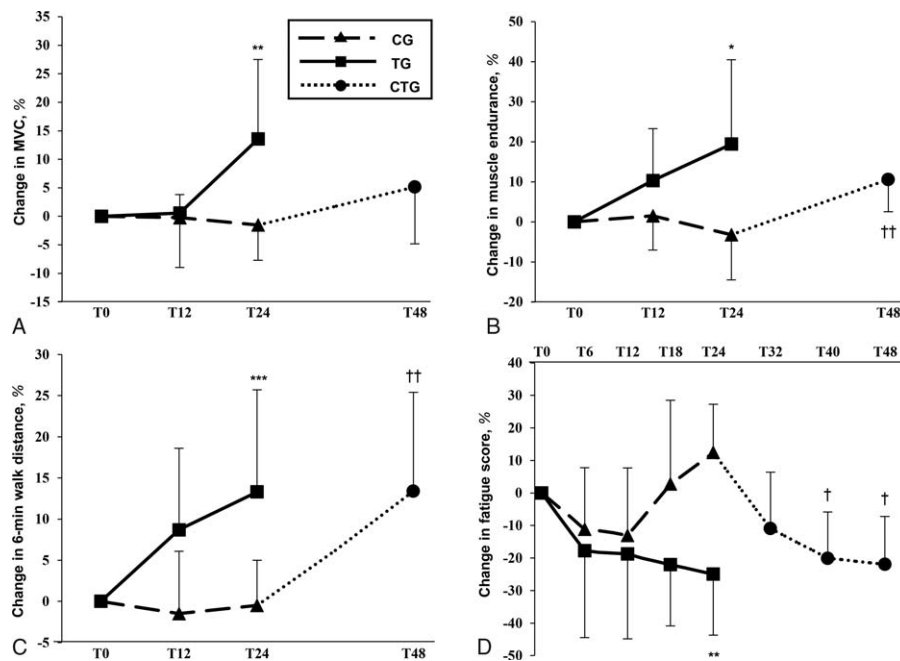 35
30
25
20
15
10
5
0
-5
-10
-15
Change in MVC, %
**
CG
TG
CTG
T0 T12 T24 T48
A
50
40
30
20
10
0
-10
-20
Change in muscle endurance, %
*
††
T0 T12 T24 T48
B
30
25
20
15
10
5
0
-5
Change in 6-min walk distance, %
***
††
T0 T12 T24 T48
C
T0 T6 T12 T18 T24 T32 T40 T48
40
30
20
10
0
-10
-20
-30
-40
-50
Change in fatigue score, %
† †
**
D